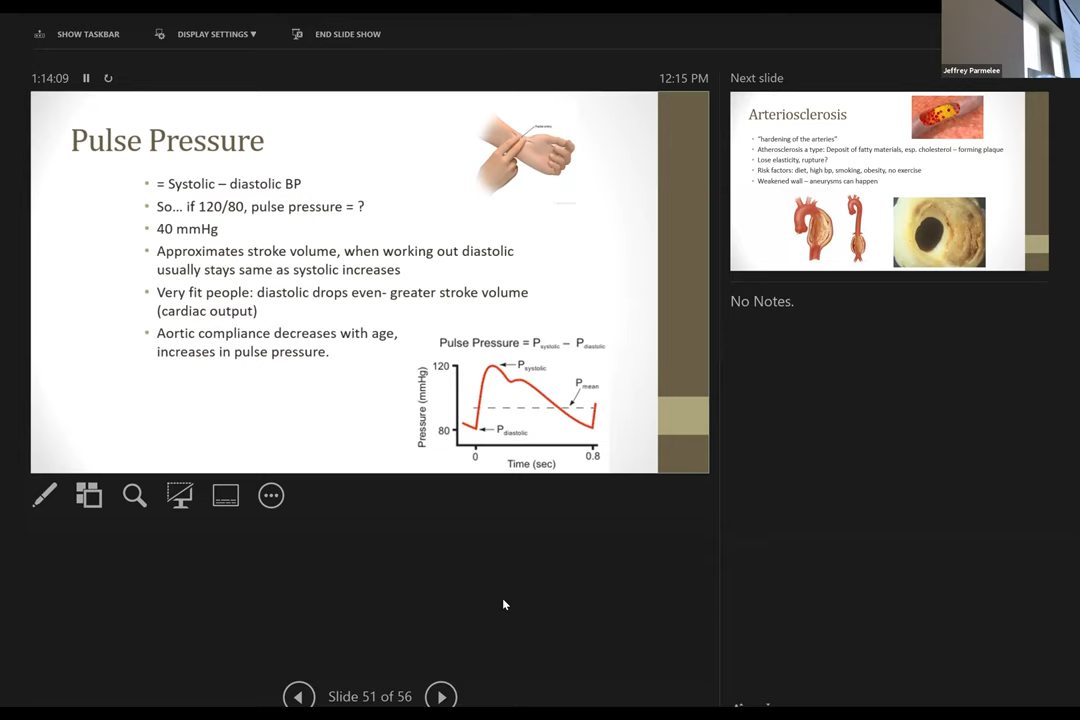 SHOW TASKBAR
DISPLAY SETTINGS ▼
END SLIDE SHOW
Jeffrey Parmelee
1:14:09
12:15 PM
Next slide
Pulse Pressure
• = Systolic – diastolic BP
• So… if 120/80, pulse pressure = ?
• 40 mmHg
• Approximates stroke volume, when working out diastolic
usually stays same as systolic increases
• Very fit people: diastolic drops even- greater stroke volume
(cardiac output)
• Aortic compliance decreases with age,
increases in pulse pressure.
Pulse Pressure = Psystolic – Pdiastolic
Pressure (mmHg)
120
80
Psystolic
Pmean
Pdiastolic
0
0.8
Time (sec)
Arteriosclerosis
• "hardening of the arteries"
• Atherosclerosis a type: Deposit of fatty materials, esp. cholesterol – forming plaque
• Lose elasticity, rupture?
• Risk factors: diet, high bp, smoking, obesity, no exercise
• Weakened wall – aneurysms can happen
No Notes.
Slide 51 of 56